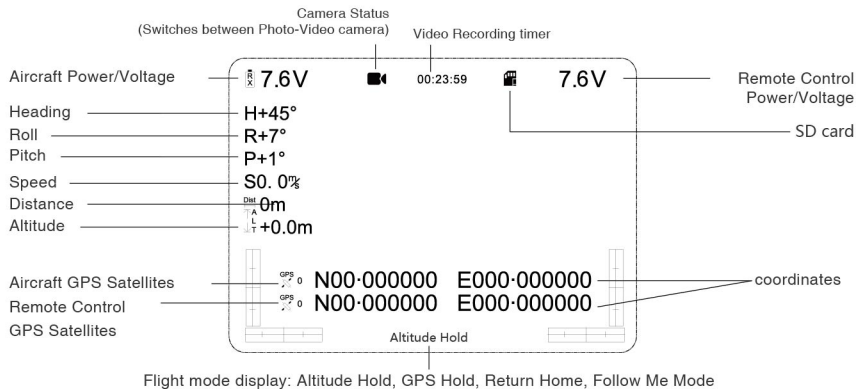 Camera Status
(Switches between Photo-Video camera)
Video Recording timer
Aircraft Power/Voltage
RX 7.6V
00:23:59
7.6V
Remote Control
Power/Voltage
Heading
H+45°
SD card
Roll
R+7°
Pitch
P+1°
Speed
S0. 0m/s
Distance
Dist 0m
Altitude
ALT +0.0m
Aircraft GPS Satellites
GPS 0 N00·000000 E000·000000
coordinates
Remote Control
GPS Satellites
GPS 0 N00·000000 E000·000000
Altitude Hold
Flight mode display: Altitude Hold, GPS Hold, Return Home, Follow Me Mode